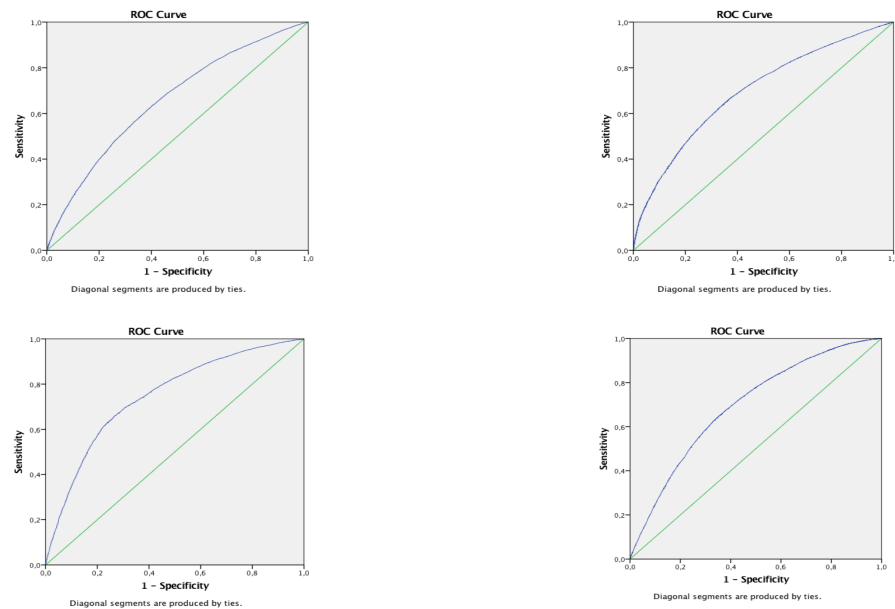 ROC Curve
1,0
0,8
0,6
0,4
0,2
0,0
Sensitivity
0,0 0,2 0,4 0,6 0,8 1,0
1 – Specificity
Diagonal segments are produced by ties.
ROC Curve
1,0
0,8
0,6
0,4
0,2
0,0
Sensitivity
0,0 0,2 0,4 0,6 0,8 1,0
1 – Specificity
Diagonal segments are produced by ties.
ROC Curve
1,0
0,8
0,6
0,4
0,2
0,0
Sensitivity
0,0 0,2 0,4 0,6 0,8 1,0
1 – Specificity
Diagonal segments are produced by ties.
ROC Curve
1,0
0,8
0,6
0,4
0,2
0,0
Sensitivity
0,0 0,2 0,4 0,6 0,8 1,0
1 – Specificity
Diagonal segments are produced by ties.